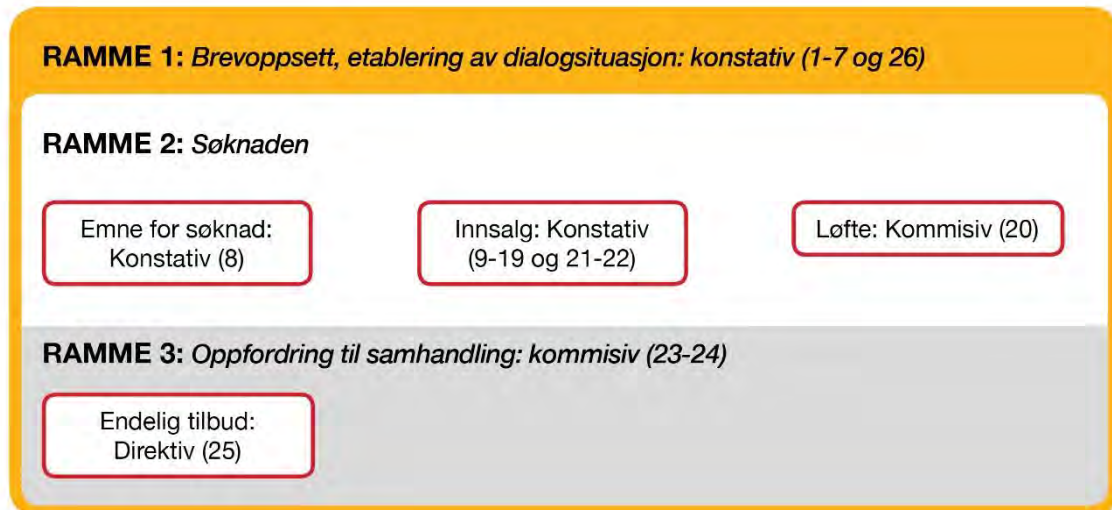 RAMME 1: Brevoppsett, etablering av dialogsituasjon: konstativ (1-7 og 26)
RAMME 2: Søknaden
Emne for søknad:
Konstativ (8)
Innsalg: Konstativ
(9-19 og 21-22)
Løfte: Kommisiv (20)
RAMME 3: Oppfordring til samhandling: kommisiv (23-24)
Endelig tilbud:
Direktiv (25)